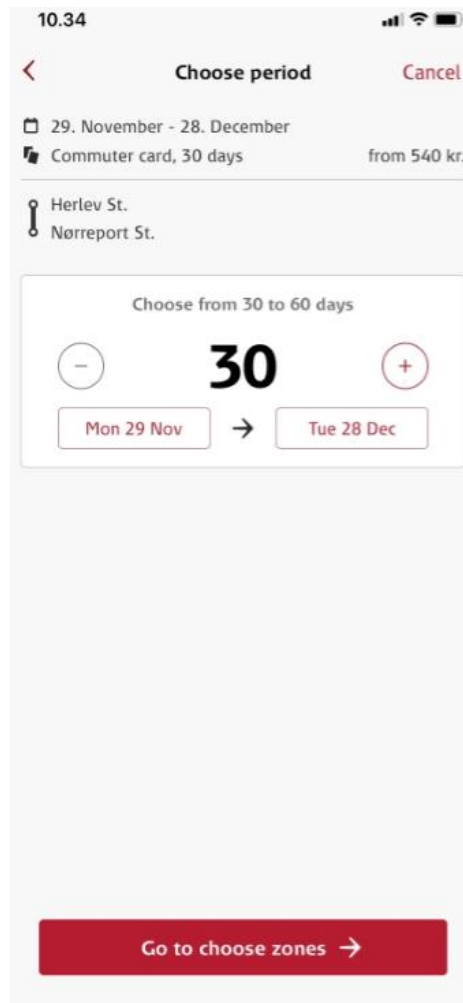 10.34
Choose period Cancel
29. November - 28. December
Commuter card, 30 days from 540 kr.
Herlev St.
Nørreport St.
Choose from 30 to 60 days
− 30 +
Mon 29 Nov → Tue 28 Dec
Go to choose zones →